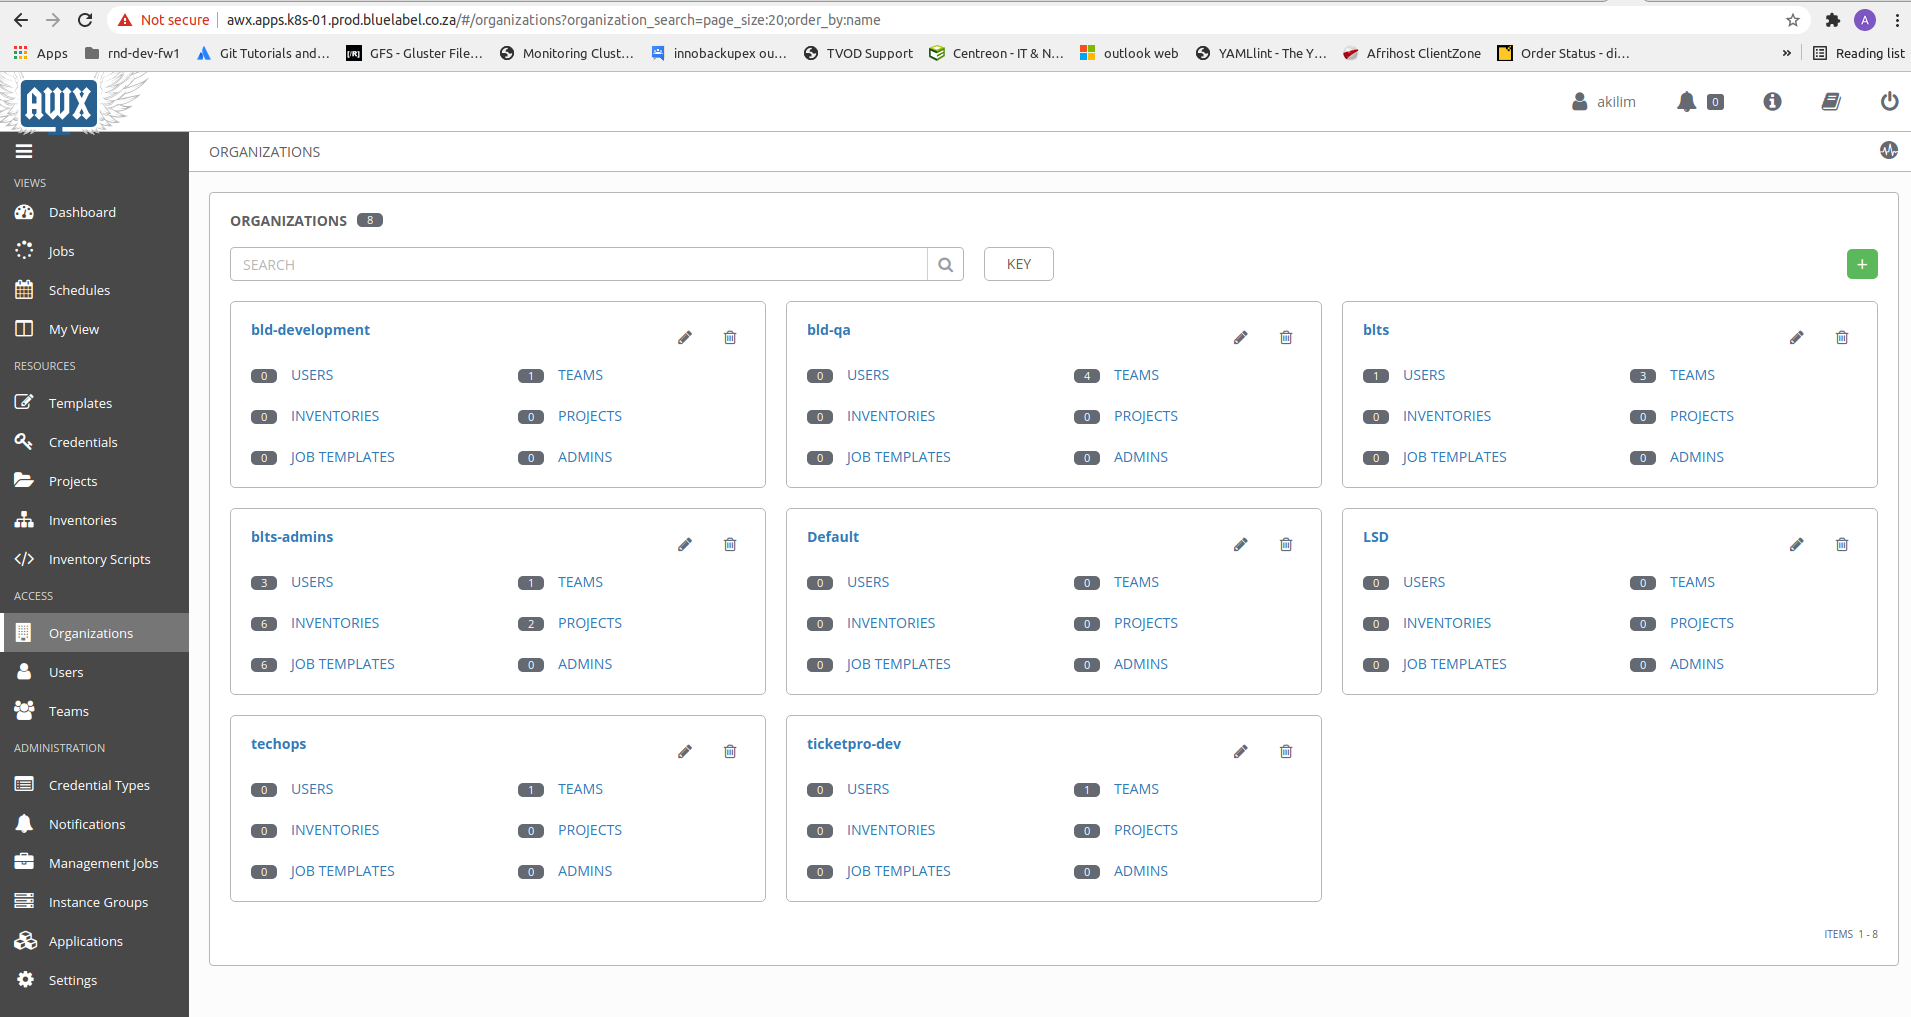 Not secure | awx.apps.k8s-01.prod.bluelabel.co.za/#/organizations?organization_search=page_size:20;order_by:name
A
Apps rnd-dev-fw1 Git Tutorials and… GFS - Gluster File… Monitoring Clust… innobackupex ou… TVOD Support Centreon - IT & N… outlook web YAMLlint - The Y… Afrihost ClientZone Order Status - di… » Reading list
AWX
akilim 0
ORGANIZATIONS
VIEWS
Dashboard
Jobs
Schedules
My View
RESOURCES
Templates
Credentials
Projects
Inventories
Inventory Scripts
ACCESS
Organizations
Users
Teams
ADMINISTRATION
Credential Types
Notifications
Management Jobs
Instance Groups
Applications
Settings
ORGANIZATIONS 8
SEARCH KEY +
bld-development
0 USERS 1 TEAMS
0 INVENTORIES 0 PROJECTS
0 JOB TEMPLATES 0 ADMINS
bld-qa
0 USERS 4 TEAMS
0 INVENTORIES 0 PROJECTS
0 JOB TEMPLATES 0 ADMINS
blts
1 USERS 3 TEAMS
0 INVENTORIES 0 PROJECTS
0 JOB TEMPLATES 0 ADMINS
blts-admins
3 USERS 1 TEAMS
6 INVENTORIES 2 PROJECTS
6 JOB TEMPLATES 0 ADMINS
Default
0 USERS 0 TEAMS
0 INVENTORIES 0 PROJECTS
0 JOB TEMPLATES 0 ADMINS
LSD
0 USERS 0 TEAMS
0 INVENTORIES 0 PROJECTS
0 JOB TEMPLATES 0 ADMINS
techops
0 USERS 1 TEAMS
0 INVENTORIES 0 PROJECTS
0 JOB TEMPLATES 0 ADMINS
ticketpro-dev
0 USERS 1 TEAMS
0 INVENTORIES 0 PROJECTS
0 JOB TEMPLATES 0 ADMINS
ITEMS 1 - 8